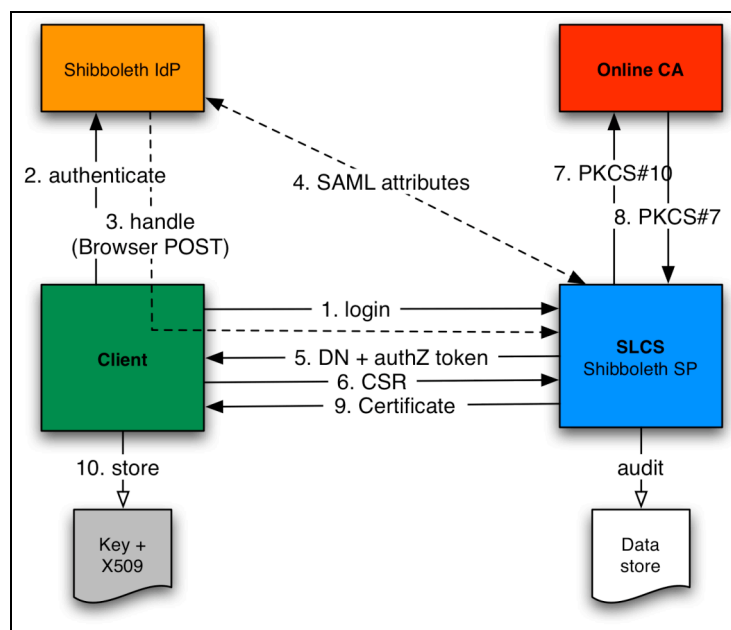 Shibboleth IdP
Online CA
2. authenticate
4. SAML attributes
7. PKCS#10
3. handle
(Browser POST)
8. PKCS#7
1. login
Client
SLCS
Shibboleth SP
5. DN + authZ token
6. CSR
9. Certificate
10. store
audit
Key +
X509
Data
store